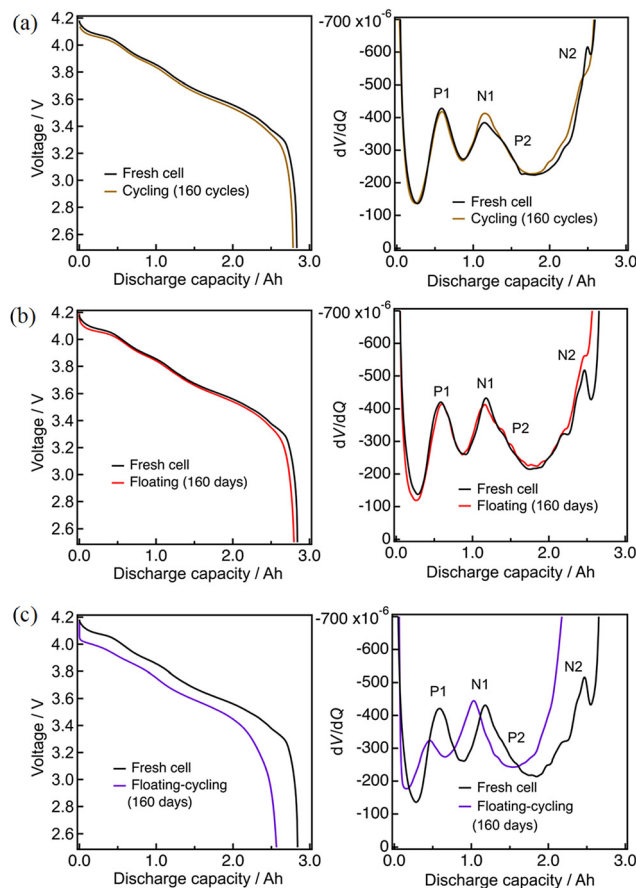 (a)
4.2
4.0
3.8
3.6
3.4
3.2
3.0
2.8
2.6
Voltage / V
Fresh cell
Cycling (160 cycles)
0.0
1.0
2.0
3.0
Discharge capacity / Ah
-700 x10⁻⁶
-600
-500
-400
-300
-200
-100
0
dV/dQ
P1
N1
P2
N2
Fresh cell
Cycling (160 cycles)
0.0
1.0
2.0
3.0
Discharge capacity / Ah
(b)
4.2
4.0
3.8
3.6
3.4
3.2
3.0
2.8
2.6
Voltage / V
Fresh cell
Floating (160 days)
0.0
1.0
2.0
3.0
Discharge capacity / Ah
-700 x10⁻⁶
-600
-500
-400
-300
-200
-100
0
dV/dQ
P1
N1
P2
N2
Fresh cell
Floating (160 days)
0.0
1.0
2.0
3.0
Discharge capacity / Ah
(c)
4.2
4.0
3.8
3.6
3.4
3.2
3.0
2.8
2.6
Voltage / V
Fresh cell
Floating-cycling
(160 days)
0.0
1.0
2.0
3.0
Discharge capacity / Ah
-700 x10⁻⁶
-600
-500
-400
-300
-200
-100
0
dV/dQ
P1
N1
P2
N2
Fresh cell
Floating-cycling
(160 days)
0.0
1.0
2.0
3.0
Discharge capacity / Ah